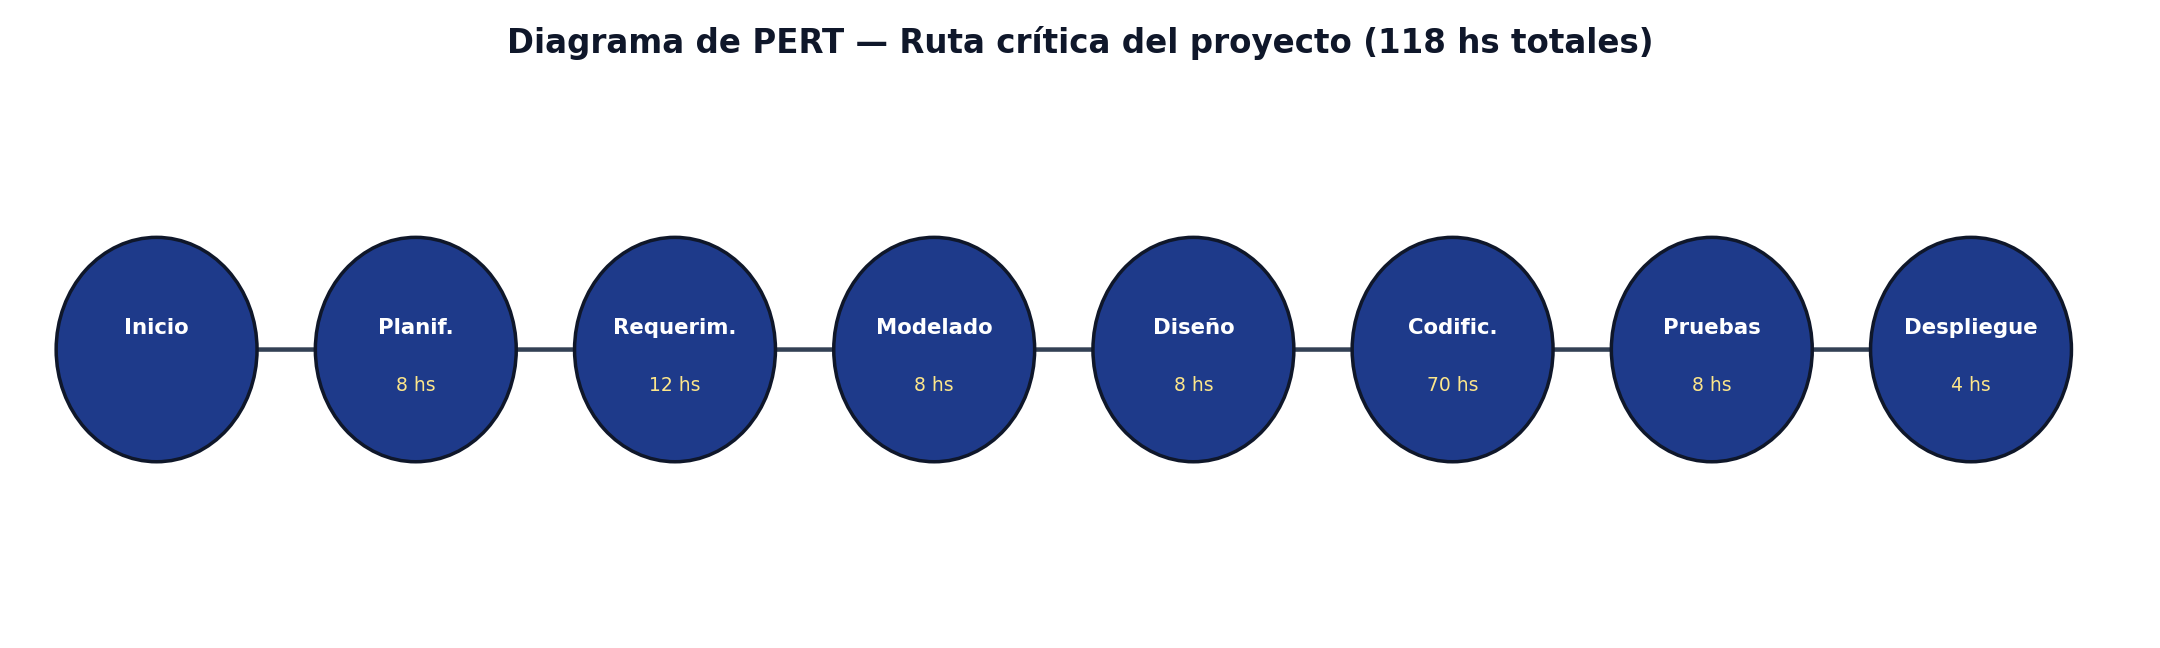 Diagrama de PERT — Ruta crítica del proyecto (118 hs totales)
Inicio
Planif.
8 hs
Requerim.
12 hs
Modelado
8 hs
Diseño
8 hs
Codific.
70 hs
Pruebas
8 hs
Despliegue
4 hs